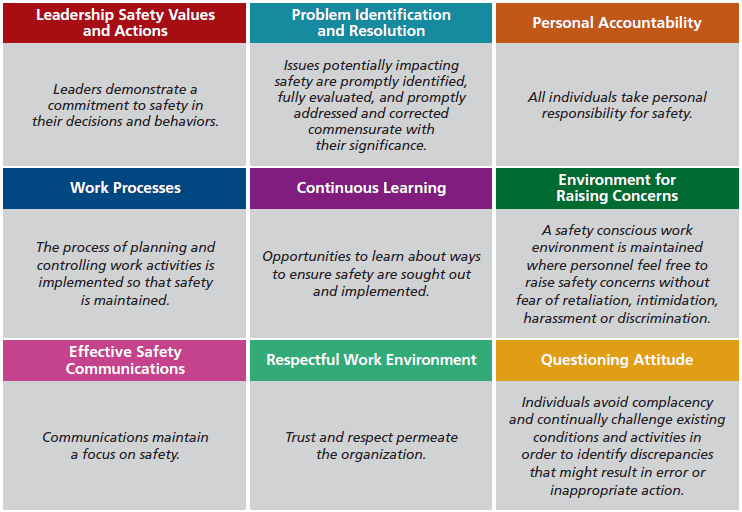 Leadership Safety Values
and Actions
Leaders demonstrate a
commitment to safety in
their decisions and behaviors.
Problem Identification
and Resolution
Issues potentially impacting
safety are promptly identified,
fully evaluated, and promptly
addressed and corrected
commensurate with
their significance.
Personal Accountability
All individuals take personal
responsibility for safety.
Work Processes
The process of planning and
controlling work activities is
implemented so that safety
is maintained.
Continuous Learning
Opportunities to learn about ways
to ensure safety are sought out
and implemented.
Environment for
Raising Concerns
A safety conscious work
environment is maintained
where personnel feel free to
raise safety concerns without
fear of retaliation, intimidation,
harassment or discrimination.
Effective Safety
Communications
Communications maintain
a focus on safety.
Respectful Work Environment
Trust and respect permeate
the organization.
Questioning Attitude
Individuals avoid complacency
and continually challenge existing
conditions and activities in
order to identify discrepancies
that might result in error or
inappropriate action.